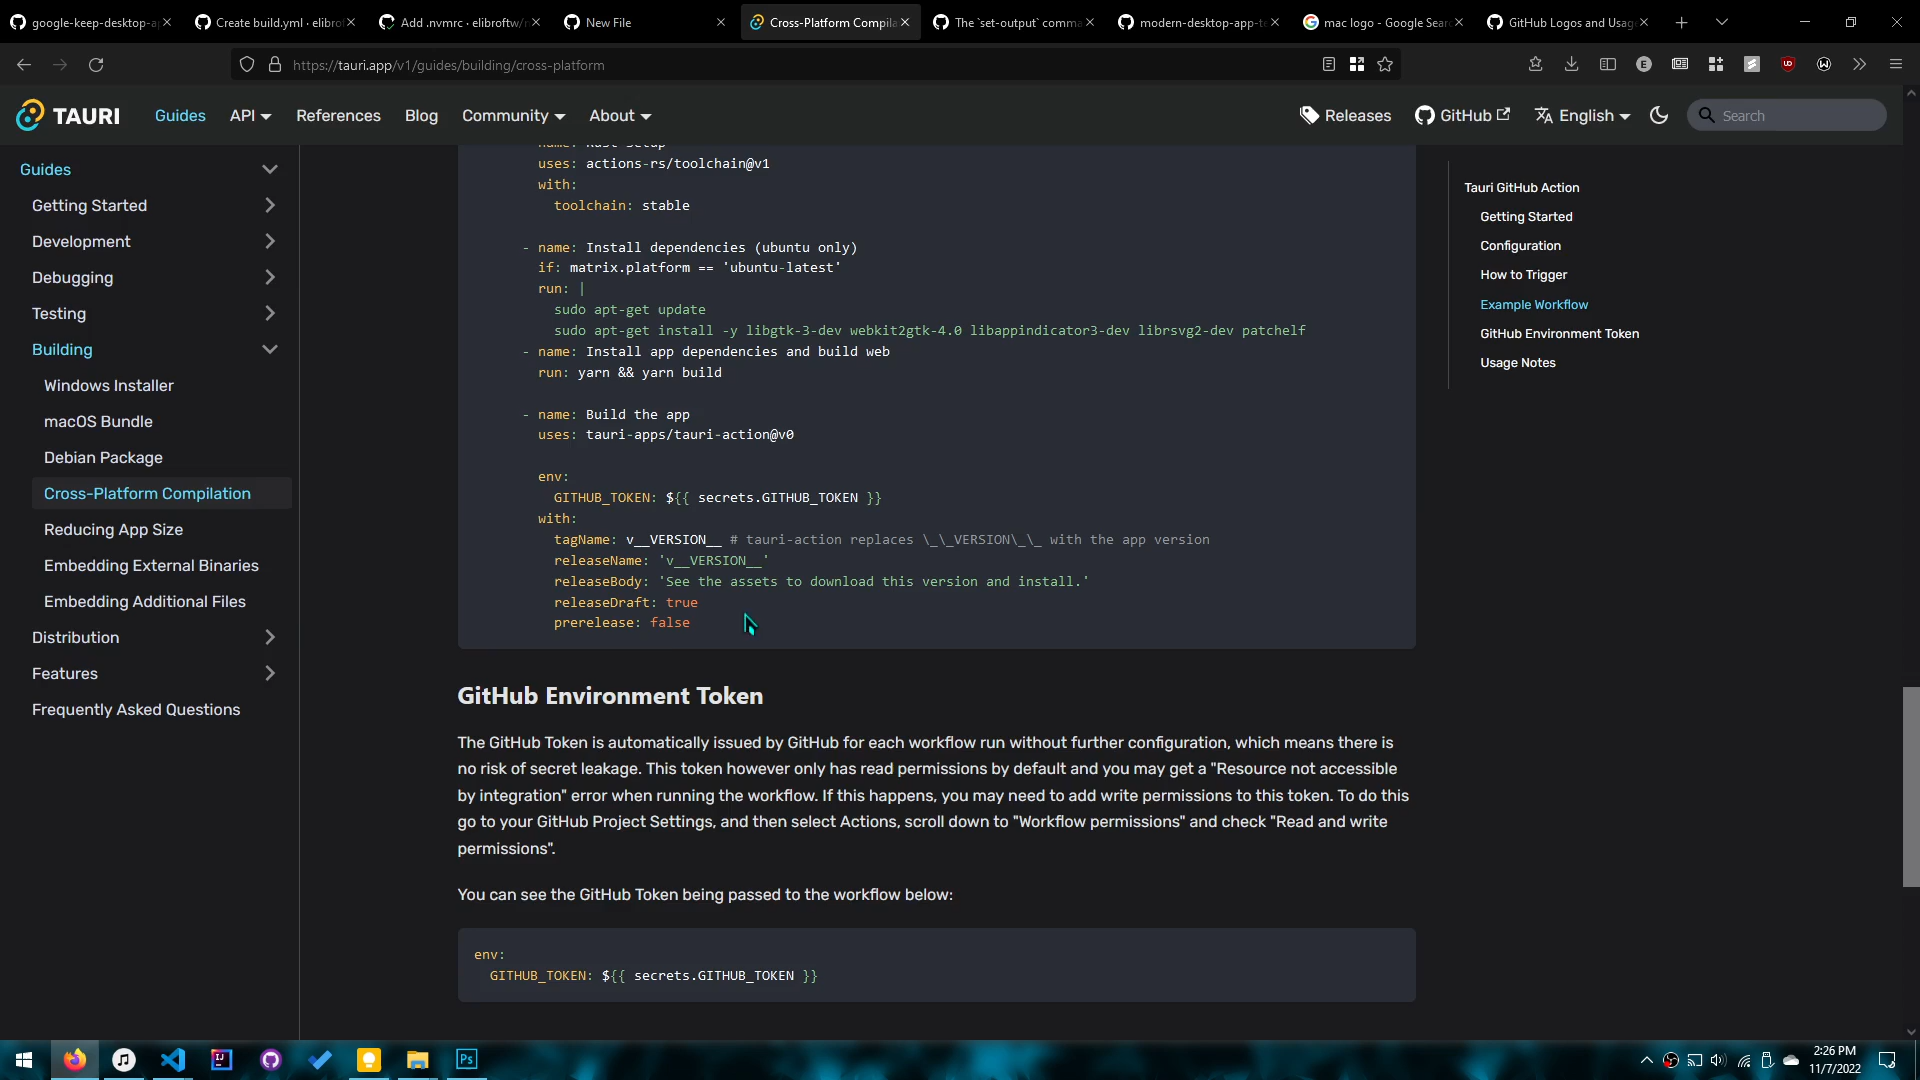 google-keep-desktop-a
Create build.yml · elibrof
Add .nvmrc · elibroftw/
New File
Cross-Platform Compila
The `set-output` comma
modern-desktop-app-te
mac logo - Google Sear
GitHub Logos and Usag
https://tauri.app/v1/guides/building/cross-platform
TAURI
Guides
API
References
Blog
Community
About
Releases
GitHub
English
Search
Guides
Getting Started
Development
Debugging
Testing
Building
Windows Installer
macOS Bundle
Debian Package
Cross-Platform Compilation
Reducing App Size
Embedding External Binaries
Embedding Additional Files
Distribution
Features
Frequently Asked Questions
name: Rust setup
uses: actions-rs/toolchain@v1
with:
toolchain: stable
- name: Install dependencies (ubuntu only)
if: matrix.platform == 'ubuntu-latest'
run: |
sudo apt-get update
sudo apt-get install -y libgtk-3-dev webkit2gtk-4.0 libappindicator3-dev librsvg2-dev patchelf
- name: Install app dependencies and build web
run: yarn && yarn build
- name: Build the app
uses: tauri-apps/tauri-action@v0
env:
GITHUB_TOKEN: ${{ secrets.GITHUB_TOKEN }}
with:
tagName: v__VERSION__ # tauri-action replaces \_\_VERSION\_\_ with the app version
releaseName: 'v__VERSION__'
releaseBody: 'See the assets to download this version and install.'
releaseDraft: true
prerelease: false
GitHub Environment Token
The GitHub Token is automatically issued by GitHub for each workflow run without further configuration, which means there is
no risk of secret leakage. This token however only has read permissions by default and you may get a "Resource not accessible
by integration" error when running the workflow. If this happens, you may need to add write permissions to this token. To do this
go to your GitHub Project Settings, and then select Actions, scroll down to "Workflow permissions" and check "Read and write
permissions".
You can see the GitHub Token being passed to the workflow below:
env:
GITHUB_TOKEN: ${{ secrets.GITHUB_TOKEN }}
Tauri GitHub Action
Getting Started
Configuration
How to Trigger
Example Workflow
GitHub Environment Token
Usage Notes
2:26 PM
11/7/2022